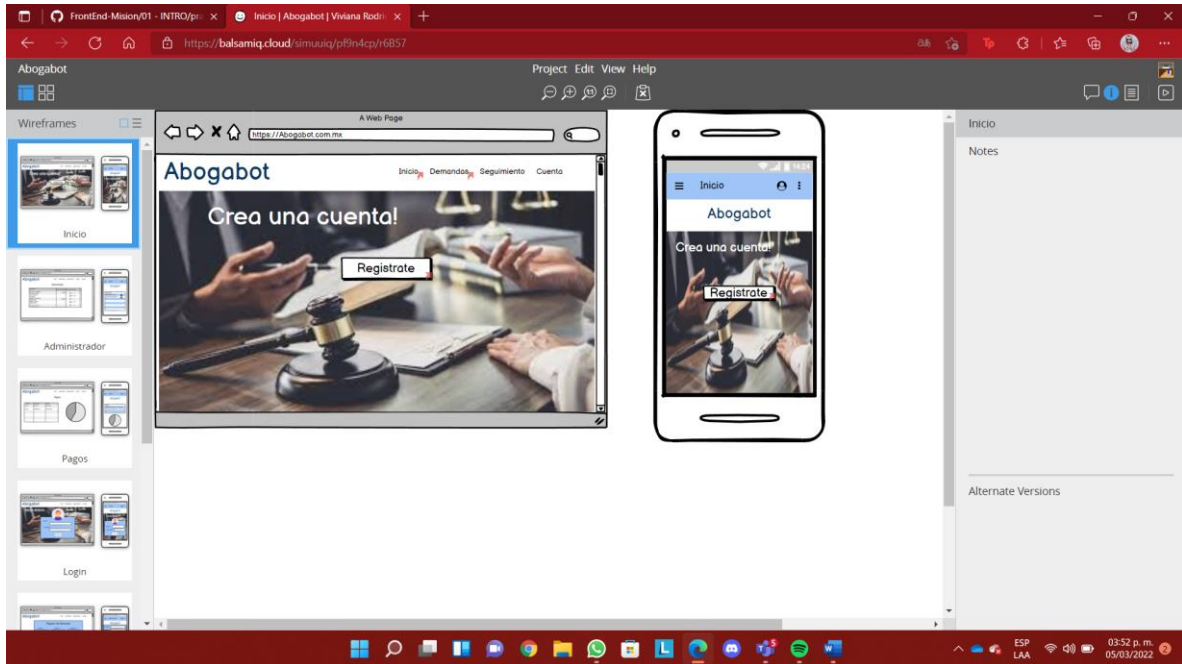 FrontEnd-Mision/01 - INTRO/pro
Inicio | Abogabot | Viviana Rodri
https://balsamiq.cloud/simuuiq/pf9n4cp/r6B57
Abogabot
Project Edit View Help
Wireframes
Inicio
Administrador
Pagos
Login
A Web Page
https://Abogabot.com.mx
Abogabot
Inicio Demandas Seguimiento Cuenta
Crea una cuenta!
Registrate
Inicio
Abogabot
Crea una cuenta!
Registrate
Inicio
Notes
Alternate Versions
ESP
LAA
03:52 p. m.
05/03/2022